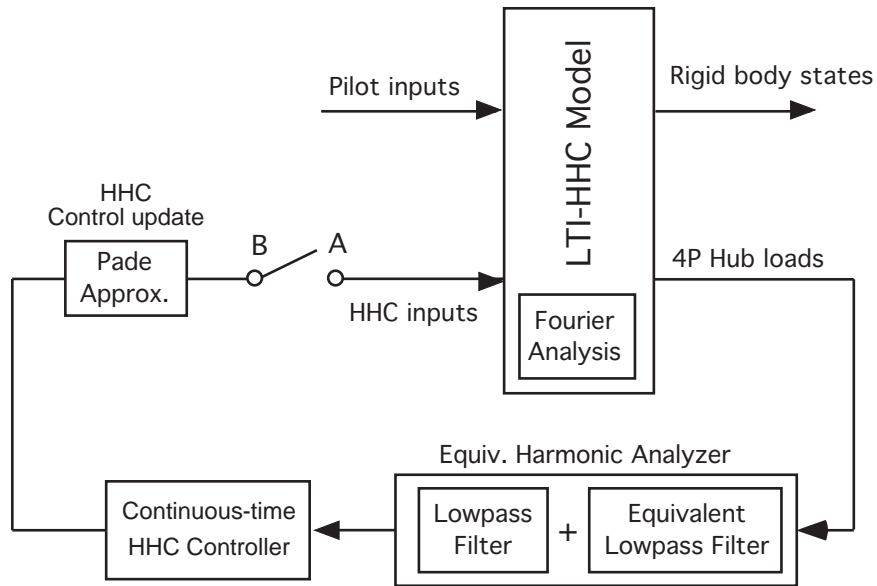 Pilot inputs
LTI-HHC Model
Rigid body states
HHC
Control update
Pade
Approx.
B
A
HHC inputs
4P Hub loads
Fourier
Analysis
Equiv. Harmonic Analyzer
Continuous-time
HHC Controller
Lowpass
Filter
+
Equivalent
Lowpass Filter